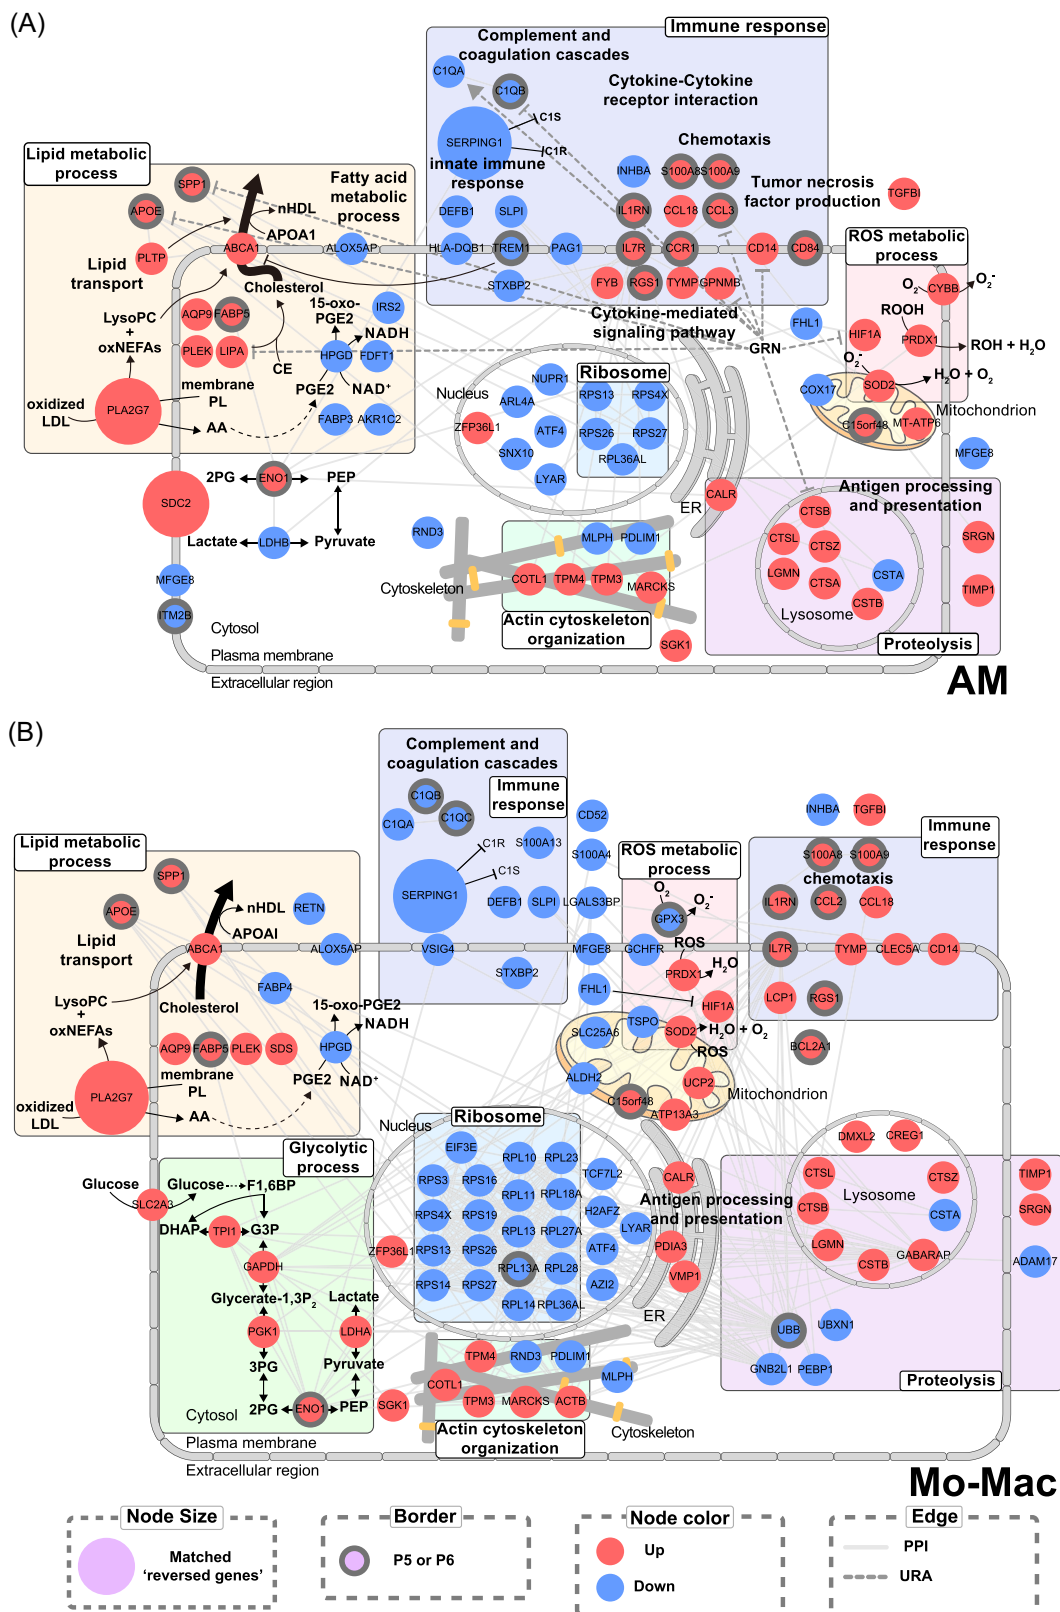 (A)
Immune response
Complement and
coagulation cascades
C1QA
C1QB
Cytokine-Cytokine
receptor interaction
SERPING1
C1S
C1R
innate immune
response
Chemotaxis
INHBA
S100A8
S100A9
Tumor necrosis
factor production
TGFBI
DEFB1
SLPI
IL1RN
CCL18
CCL3
HLA-DQB1
TREM1
PAG1
IL7R
CCR1
CD14
CD84
STXBP2
FYB
RGS1
TYMP
GPNMB
Cytokine-mediated
signaling pathway
GRN
FHL1
Lipid metabolic
process
SPP1
APOE
nHDL
APOA1
Fatty acid
metabolic
process
PLTP
ABCA1
ALOX5AP
Lipid
transport
Cholesterol
LysoPC
+
oxNEFAs
AQP9
FABP5
15-oxo-
PGE2
IRS2
NADH
PLEK
LIPA
HPGD
FDFT1
CE
membrane
PL
PGE2
NAD+
oxidized
LDL
PLA2G7
AA
FABP3
AKR1C2
ROS metabolic
process
O2
CYBB
O2-
ROOH
HIF1A
PRDX1
ROH + H2O
O2-
SOD2
H2O + O2
COX17
Mitochondrion
C15orf48
MT-ATP6
MFGE8
Nucleus
NUPR1
Ribosome
ARL4A
RPS13
RPS4X
ZFP36L1
ATF4
RPS26
RPS27
SNX10
RPL36AL
LYAR
ER
CALR
SDC2
2PG
ENO1
PEP
Lactate
LDHB
Pyruvate
MFGE8
ITM2B
Cytosol
Plasma membrane
Extracellular region
RND3
MLPH
PDLIM1
Cytoskeleton
COTL1
TPM4
TPM3
MARCKS
Actin cytoskeleton
organization
SGK1
Antigen processing
and presentation
CTSB
CTSL
CTSZ
LGMN
CTSA
CSTA
CSTB
Lysosome
Proteolysis
SRGN
TIMP1
AM
(B)
Complement and
coagulation cascades
Immune
response
C1QB
C1QA
C1QC
C1R
S100A13
C1S
SERPING1
DEFB1
SLPI
VSIG4
STXBP2
CD52
S100A4
LGALS3BP
MFGE8
GCHFR
FHL1
Lipid metabolic
process
SPP1
APOE
nHDL
RETN
APOAI
Lipid
transport
ABCA1
ALOX5AP
LysoPC
+
oxNEFAs
Cholesterol
FABP4
15-oxo-PGE2
NADH
AQP9
FABP5
PLEK
SDS
HPGD
membrane
PL
PGE2
NAD+
PLA2G7
oxidized
LDL
AA
ROS metabolic
process
O2
GPX3
O2-
ROS
PRDX1
H2O
HIF1A
SLC25A6
TSPO
SOD2
H2O + O2
ROS
ALDH2
UCP2
C15orf48
ATP13A3
Mitochondrion
INHBA
TGFBI
Immune
response
S100A8
S100A9
chemotaxis
IL1RN
CCL2
CCL18
IL7R
TYMP
CLEC5A
CD14
LCP1
RGS1
BCL2A1
Glycolytic
process
Glucose
SLC2A3
Glucose
F1,6BP
DHAP
TPI1
G3P
GAPDH
Glycerate-1,3P2
Lactate
PGK1
LDHA
3PG
Pyruvate
2PG
ENO1
PEP
Cytosol
Plasma membrane
Extracellular region
Nucleus
Ribosome
EIF3E
RPL10
RPL23
RPS3
RPS16
TCF7L2
RPL11
RPL18A
RPS4X
RPS19
H2AFZ
RPL13
RPL27A
LYAR
ZFP36L1
RPS13
RPS26
ATF4
RPL13A
RPL28
RPS14
RPS27
AZI2
RPL14
RPL36AL
CALR
PDIA3
VMP1
ER
SGK1
TPM4
RND3
PDLIM1
MLPH
COTL1
TPM3
MARCKS
ACTB
Cytoskeleton
Actin cytoskeleton
organization
Antigen processing
and presentation
DMXL2
CREG1
CTSL
CTSZ
Lysosome
CTSB
CSTA
LGMN
GABARAP
CSTB
TIMP1
SRGN
ADAM17
UBB
UBXN1
GNB2L1
PEBP1
Proteolysis
Mo-Mac
Node Size
Matched
‘reversed genes’
Border
P5 or P6
Node color
Up
Down
Edge
PPI
URA